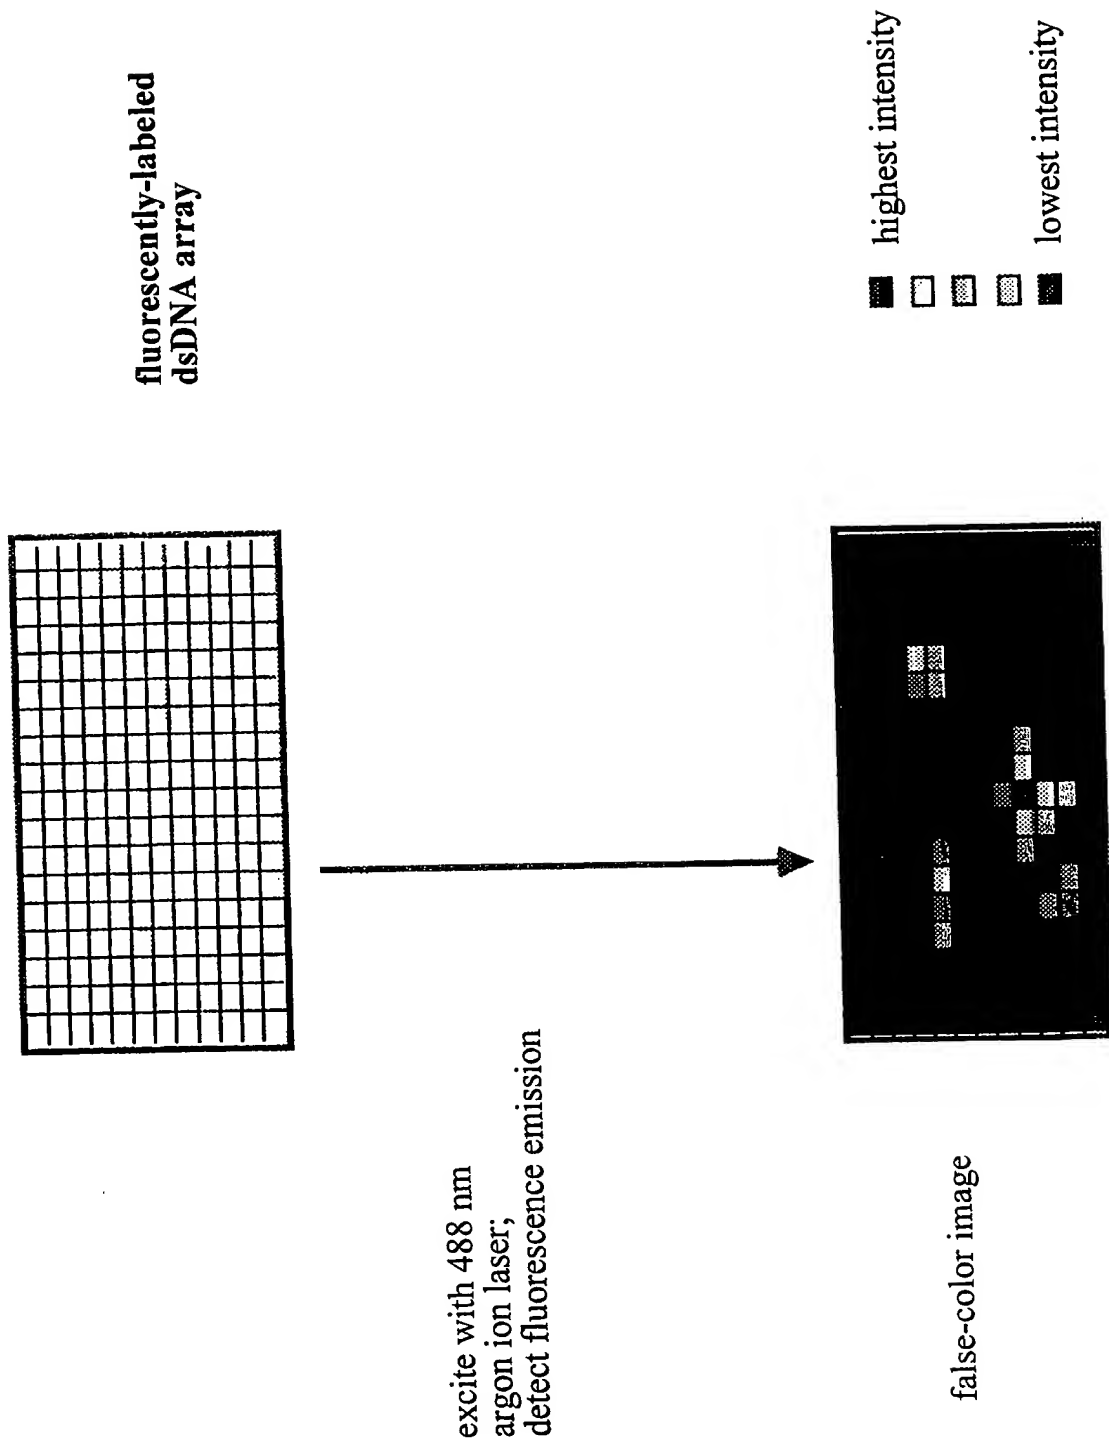 fluorescently-labeled
dsDNA array
excite with 488 nm
argon ion laser;
detect fluorescence emission
false-color image
highest intensity
lowest intensity